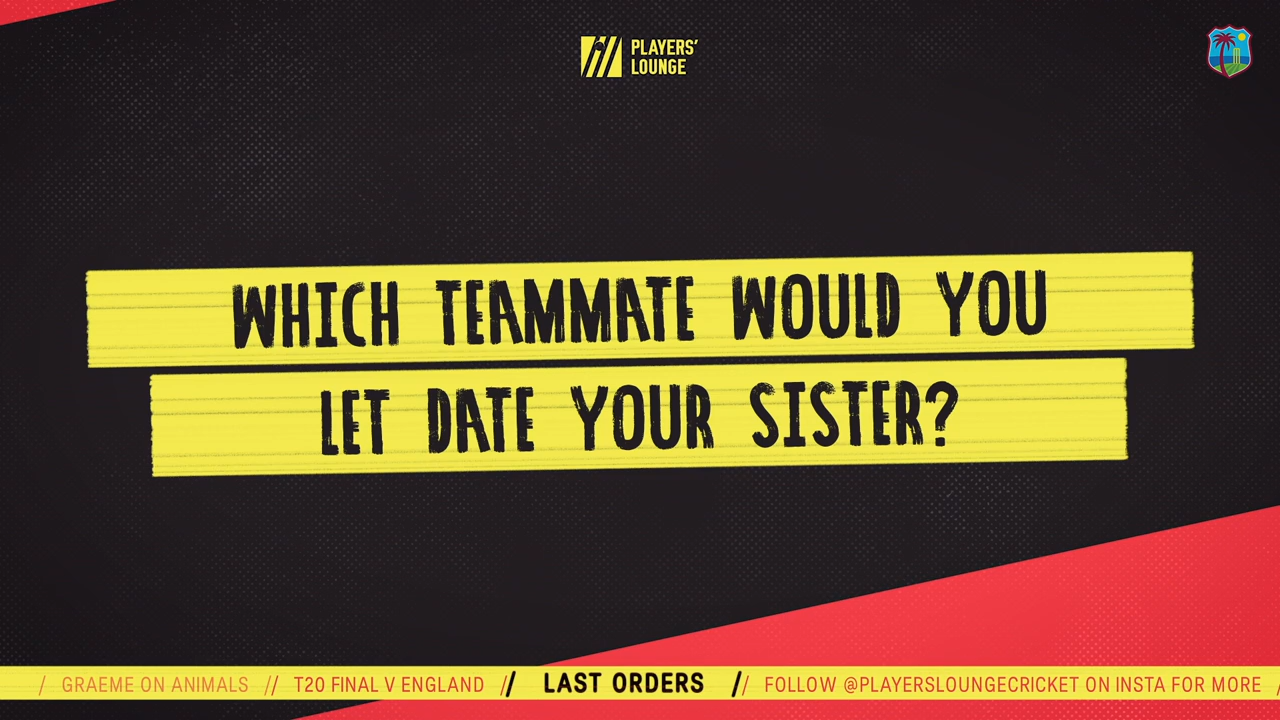 PLAYERS'
LOUNGE
WHICH TEAMMATE WOULD YOU
LET DATE YOUR SISTER?
/ GRAEME ON ANIMALS // T20 FINAL V ENGLAND // LAST ORDERS // FOLLOW @PLAYERSLOUNGECRICKET ON INSTA FOR MORE /